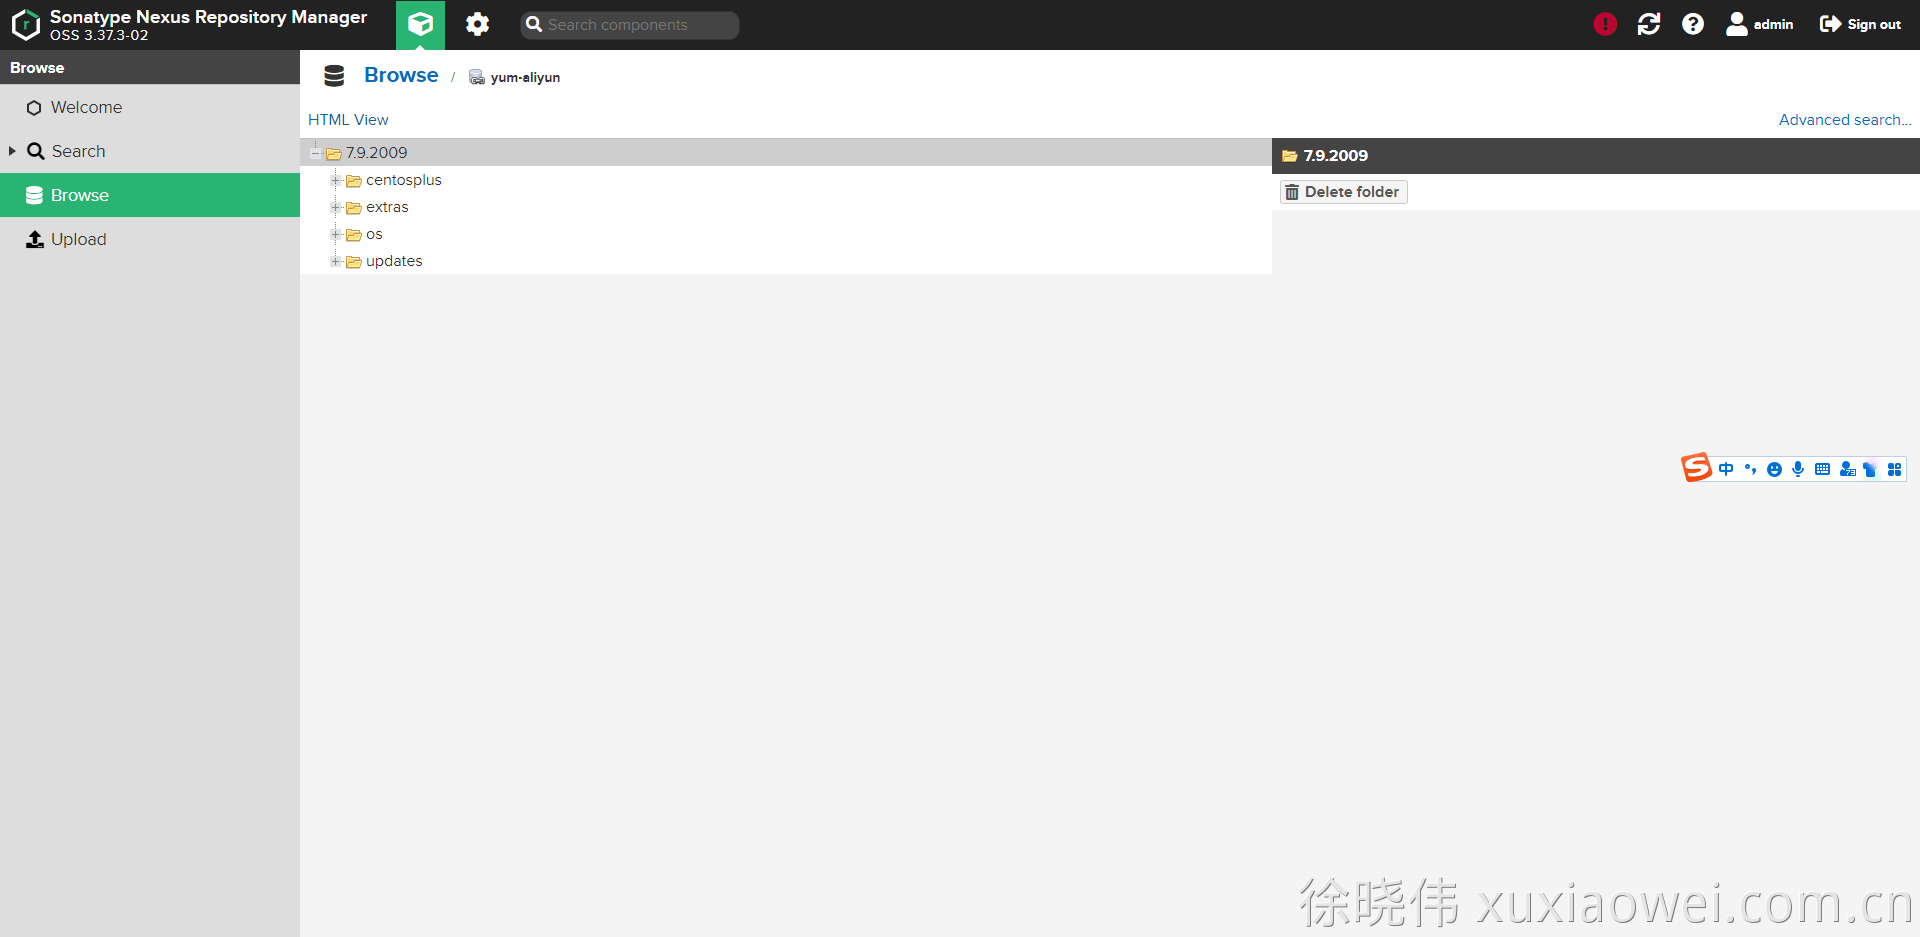 Sonatype Nexus Repository Manager
OSS 3.37.3-02
Search components
admin
Sign out
Browse
Welcome
Search
Browse
Upload
Browse / yum-aliyun
HTML View
Advanced search...
7.9.2009
centosplus
extras
os
updates
7.9.2009
Delete folder
中
徐晓伟 xuxiaowei.com.cn